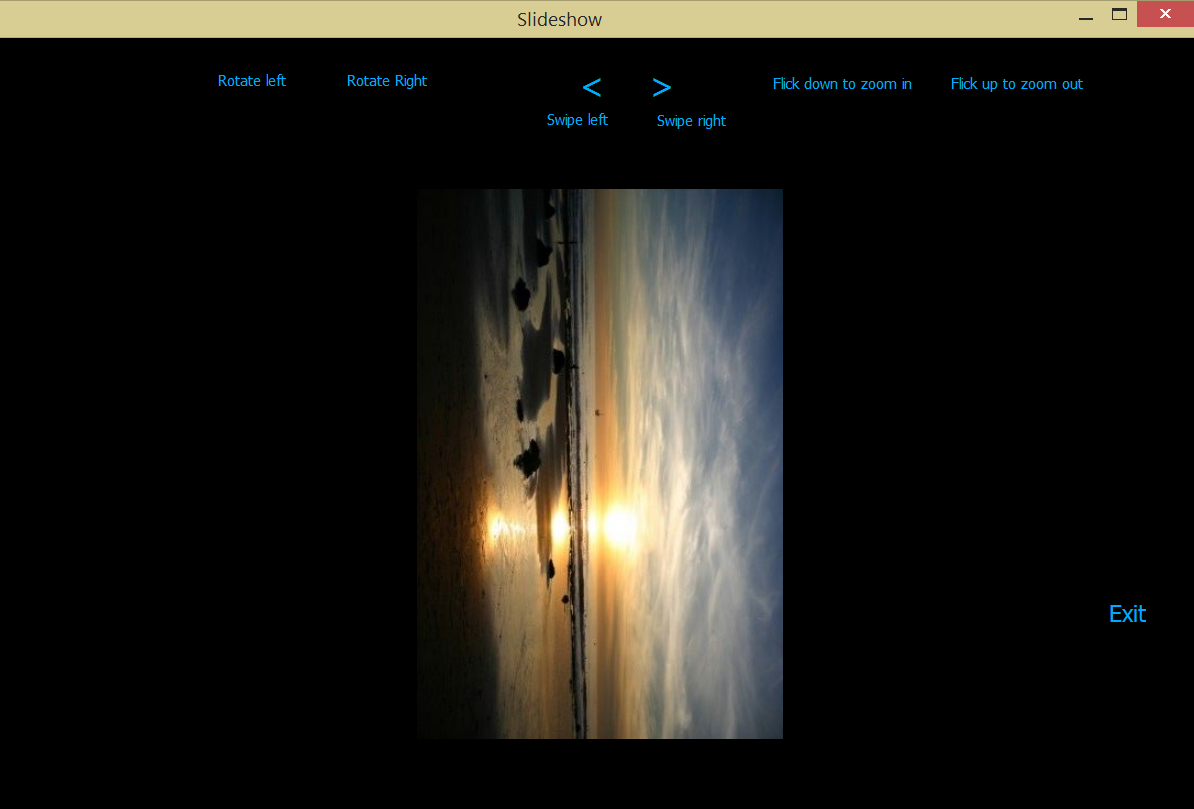 Slideshow
Rotate left
Rotate Right
< >
Flick down to zoom in
Flick up to zoom out
Swipe left
Swipe right
Exit